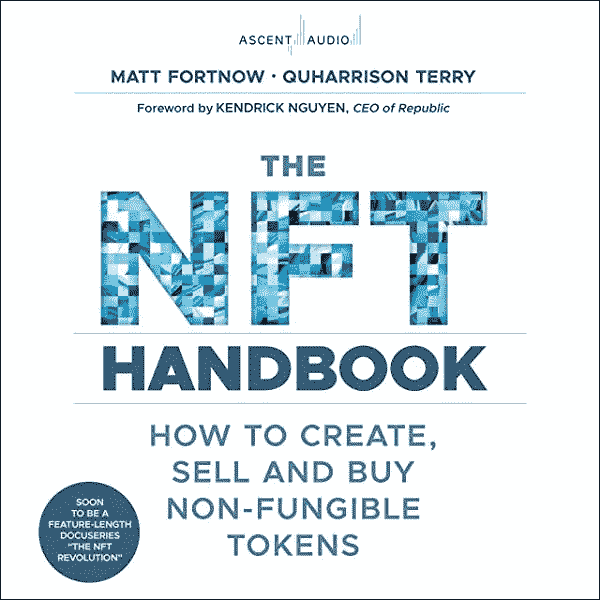 ASCENT AUDIO
MATT FORTNOW · QUHARRISON TERRY
Foreword by KENDRICK NGUYEN, CEO of Republic
THE
NFT
HANDBOOK
HOW TO CREATE,
SELL AND BUY
NON-FUNGIBLE
TOKENS
SOON
TO BE A
FEATURE-LENGTH
DOCUSERIES
"THE NFT
REVOLUTION"